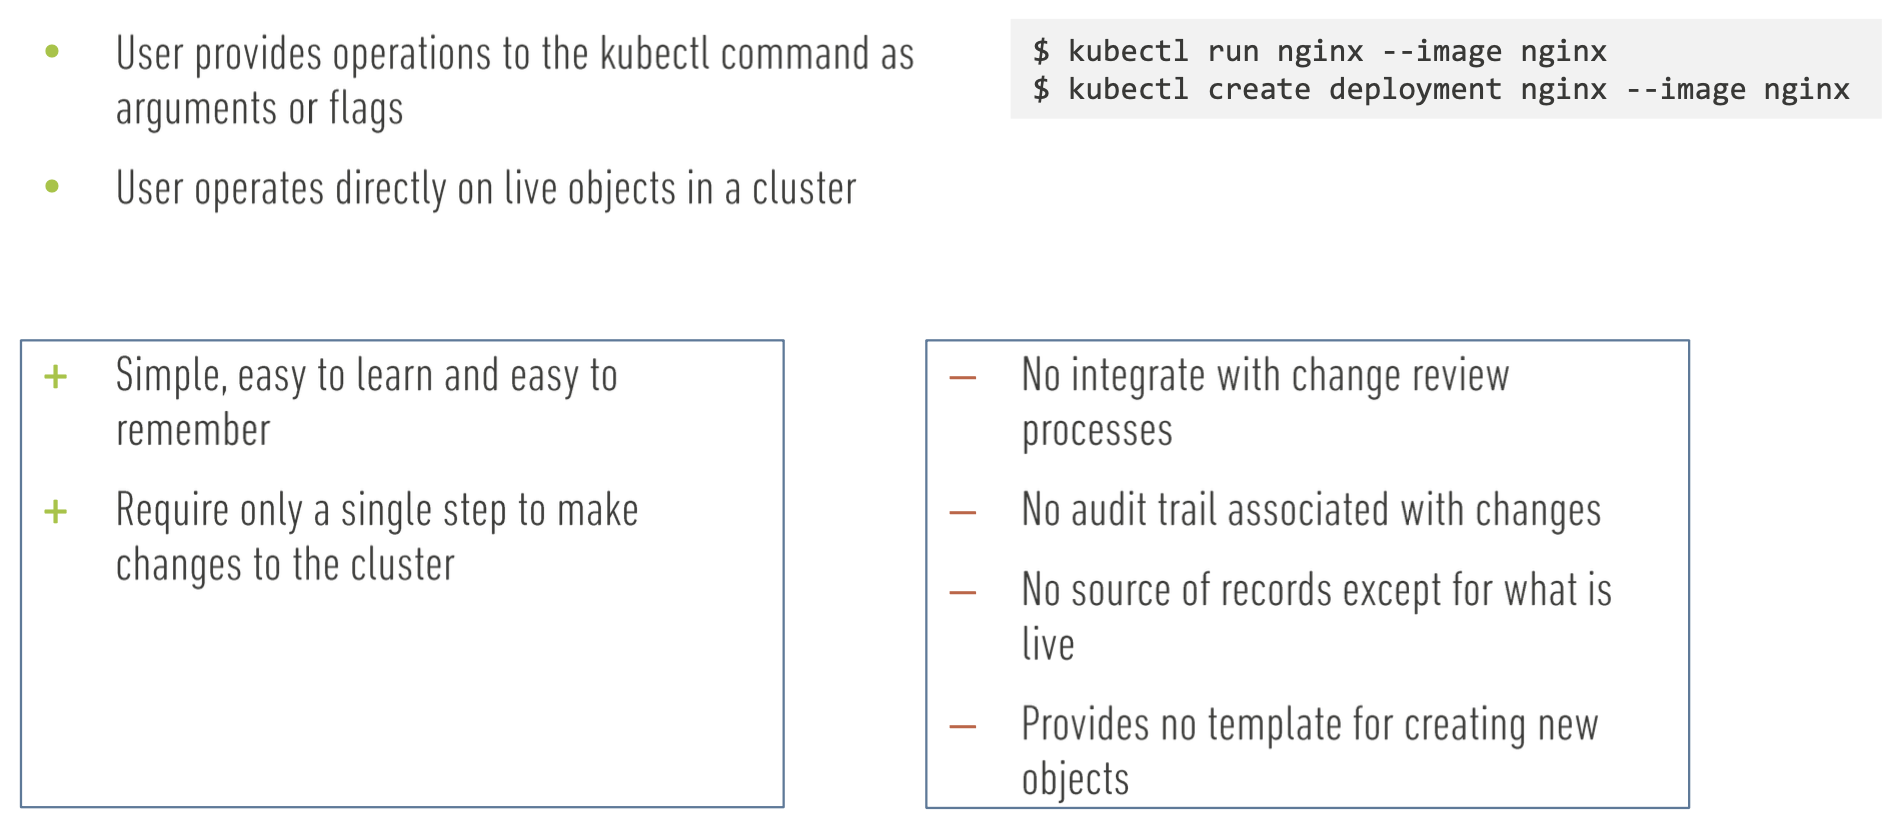 • User provides operations to the kubectl command as
arguments or flags
• User operates directly on live objects in a cluster
$ kubectl run nginx --image nginx
$ kubectl create deployment nginx --image nginx
+ Simple, easy to learn and easy to
remember
+ Require only a single step to make
changes to the cluster
— No integrate with change review
processes
— No audit trail associated with changes
— No source of records except for what is
live
— Provides no template for creating new
objects